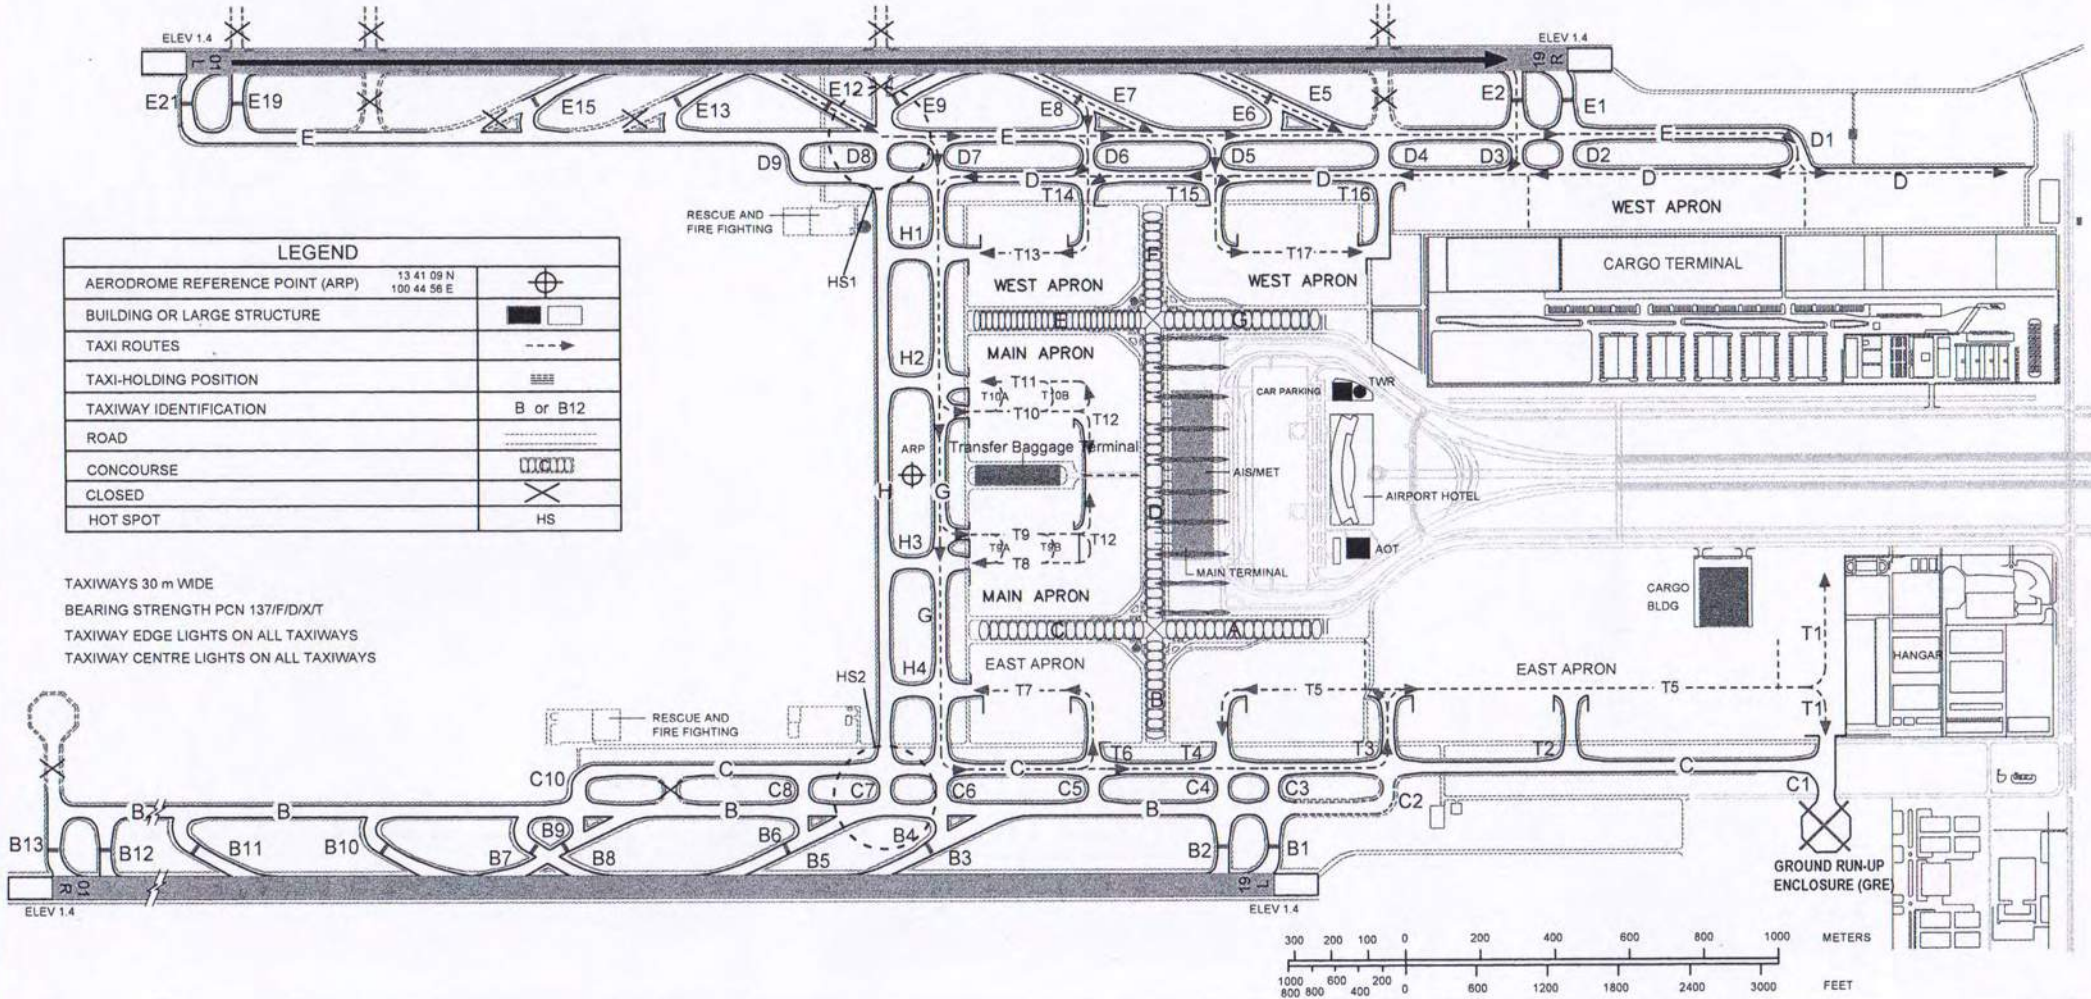 ELEV 1.4
L
01
19
R
ELEV 1.4
E21
E19
E15
E13
E12
E9
E8
E7
E6
E5
E2
E1
E
E
E
D1
D9
D8
D7
D6
D5
D4
D3
D2
D
D
D
D
T14
T15
T16
WEST APRON
RESCUE AND
FIRE FIGHTING
H1
T13
F
T17
HS1
WEST APRON
WEST APRON
CARGO TERMINAL
LEGEND
AERODROME REFERENCE POINT (ARP)
13 41 09 N
100 44 56 E
BUILDING OR LARGE STRUCTURE
TAXI ROUTES
TAXI-HOLDING POSITION
TAXIWAY IDENTIFICATION
B or B12
ROAD
CONCOURSE
C
CLOSED
HOT SPOT
HS
E
G
H2
MAIN APRON
T11
T10A
T10B
T10
T12
CAR PARKING
TWR
ARP
Transfer Baggage Terminal
AIS/MET
H
G
AIRPORT HOTEL
D
H3
T9
T9A
T9B
T12
T8
AOT
MAIN TERMINAL
MAIN APRON
CARGO
BLDG
TAXIWAYS 30 m WIDE
BEARING STRENGTH PCN 137/F/D/X/T
TAXIWAY EDGE LIGHTS ON ALL TAXIWAYS
TAXIWAY CENTRE LIGHTS ON ALL TAXIWAYS
G
C
A
T1
HANGAR
H4
EAST APRON
EAST APRON
HS2
T7
B
T5
T5
T1
RESCUE AND
FIRE FIGHTING
T6
T4
T3
T2
C10
C
C
C
C8
C7
C6
C5
C4
C3
C2
C1
B
B
B
B
B13
B12
B11
B10
B9
B7
B8
B6
B5
B4
B3
B2
B1
R
01
19
L
ELEV 1.4
ELEV 1.4
GROUND RUN-UP
ENCLOSURE (GRE)
300 200 100 0 200 400 600 800 1000 METERS
1000 800 800 600 400 200 0 600 1200 1800 2400 3000 FEET